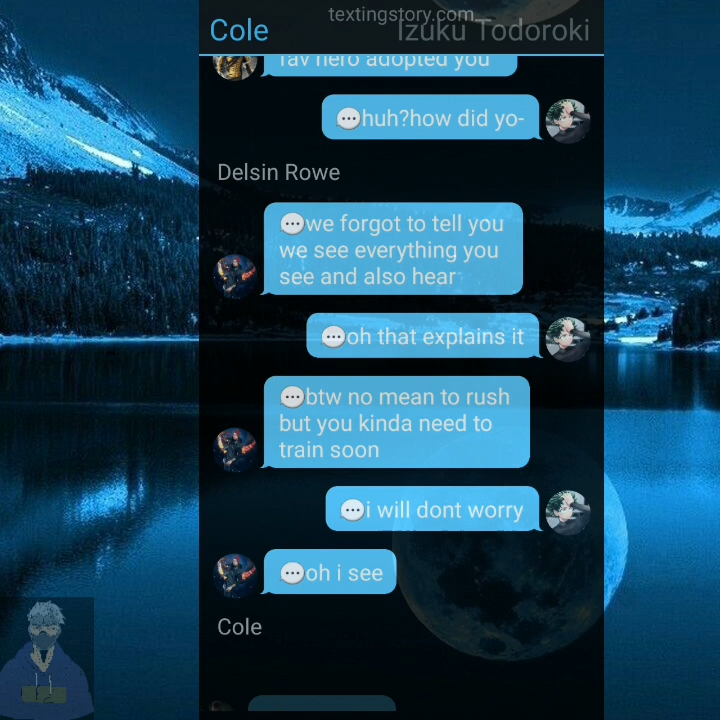 textingstory.com
Cole
Izuku Todoroki
fav hero adopted you
huh?how did yo-
Delsin Rowe
we forgot to tell you
we see everything you
see and also hear
oh that explains it
btw no mean to rush
but you kinda need to
train soon
i will dont worry
oh i see
Cole